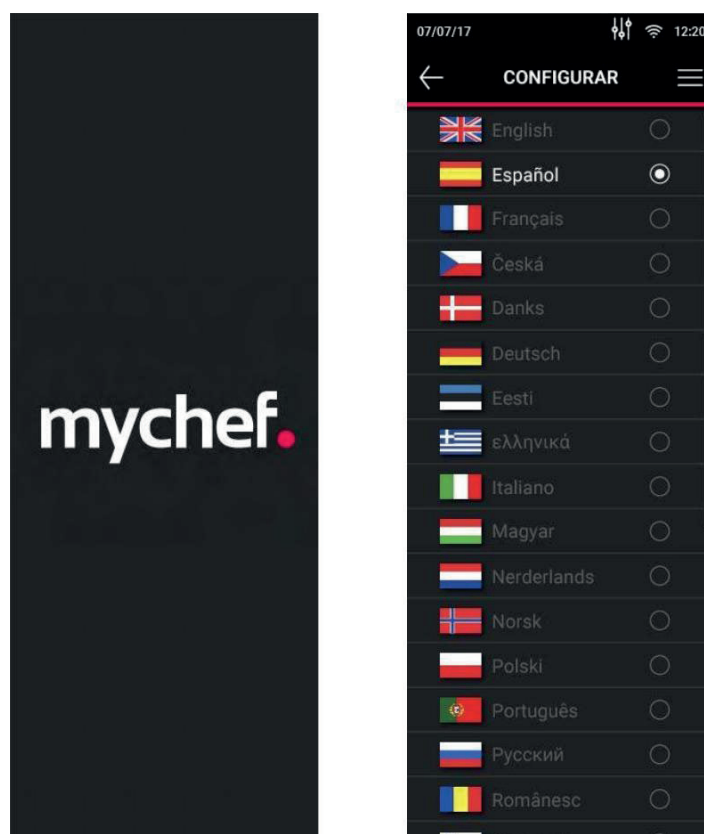 mychef.
07/07/17 12:20
CONFIGURAR
English
Español
Français
Česká
Danks
Deutsch
Eesti
ελληνικά
Italiano
Magyar
Nerderlands
Norsk
Polski
Português
Русский
Românesc